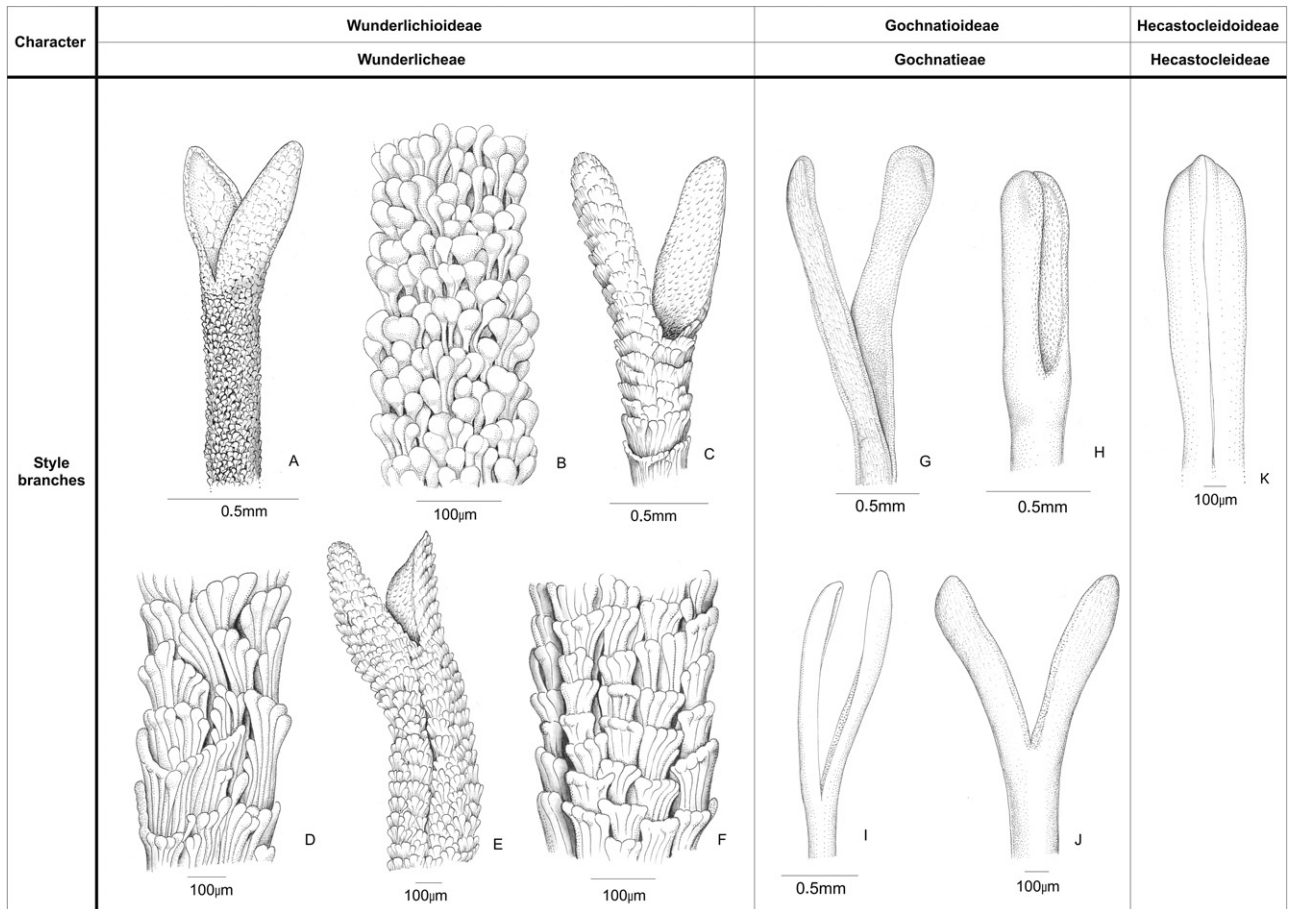 Character
Wunderlichioideae
Gochnatioideae
Hecastocleidoideae
Wunderlicheae
Gochnatieae
Hecastocleideae
Style
branches
A
B
C
G
H
K
0.5mm
100µm
0.5mm
0.5mm
0.5mm
100µm
D
E
F
I
J
100µm
100µm
100µm
0.5mm
100µm